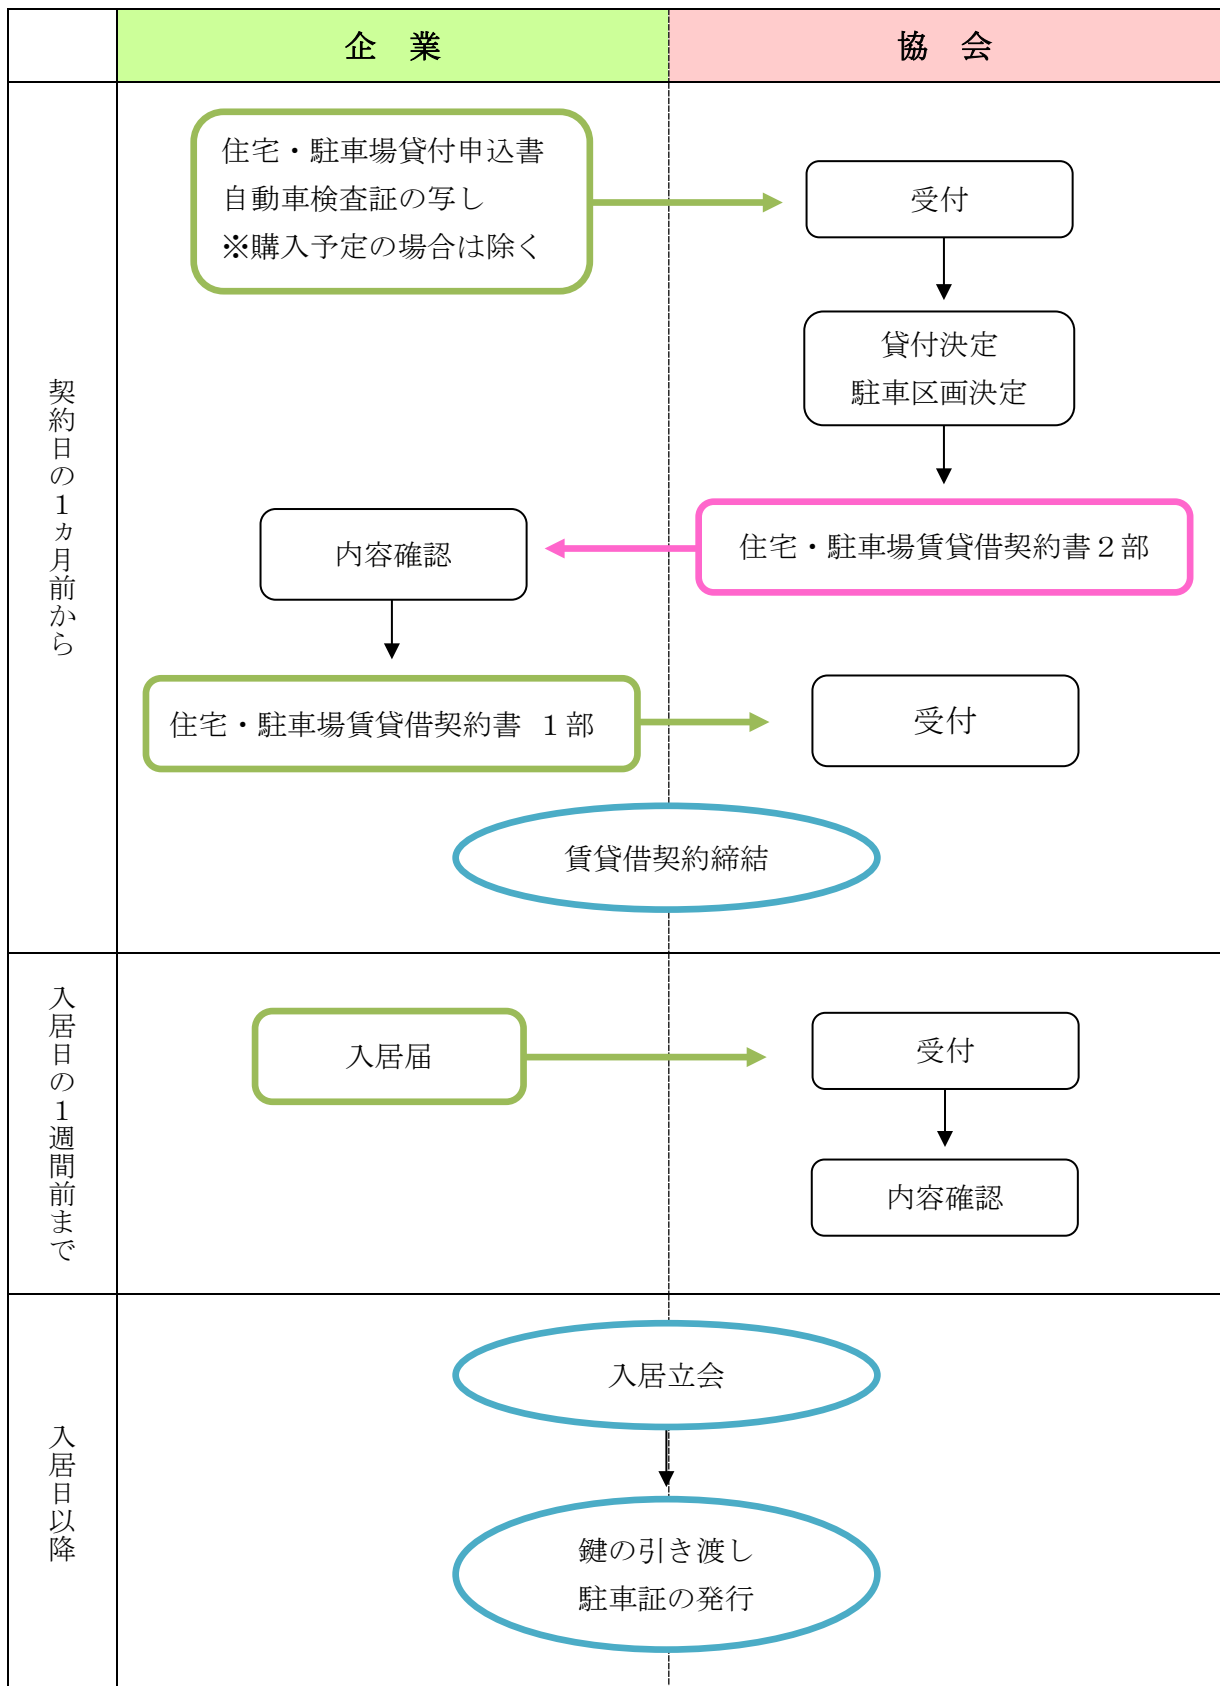 企　業
協　会
契約日の１ヵ月前から
住宅・駐車場貸付申込書
自動車検査証の写し
※購入予定の場合は除く
受付
貸付決定
駐車区画決定
住宅・駐車場賃貸借契約書２部
内容確認
住宅・駐車場賃貸借契約書 １部
受付
賃貸借契約締結
入居日の１週間前まで
入居届
受付
内容確認
入居日以降
入居立会
鍵の引き渡し
駐車証の発行